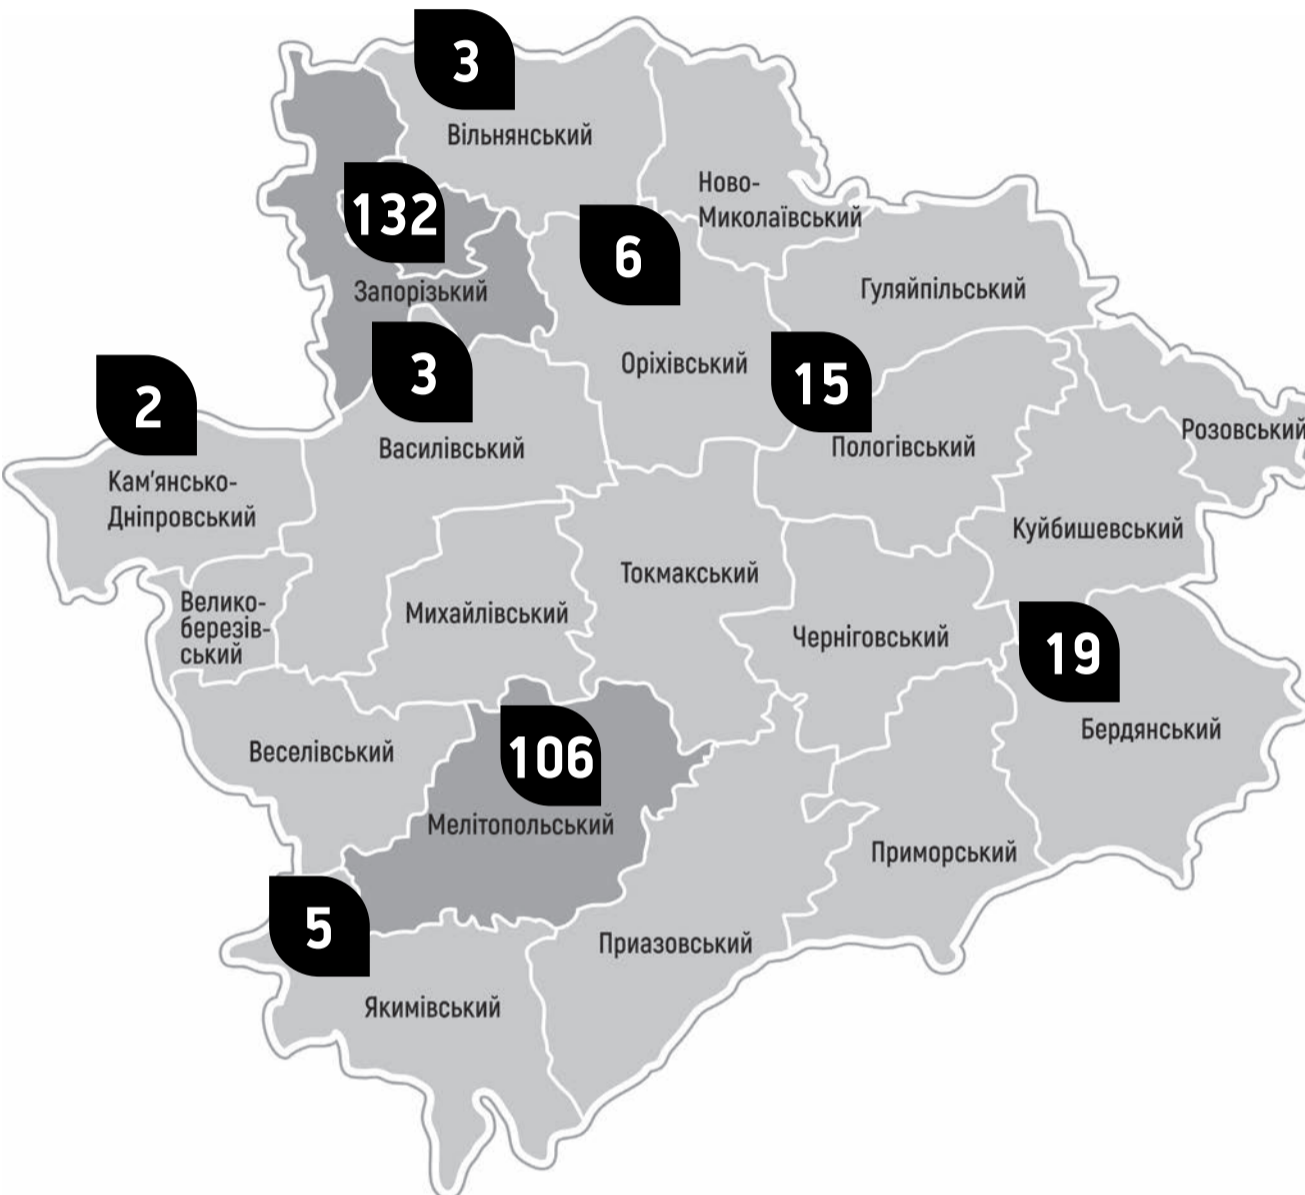 3
Вільнянський
Ново-
Миколаївський
132
Запорізький
6
Оріхівський
Гуляйпільський
3
Василівський
15
Пологівський
Розовський
2
Кам'янсько-
Дніпровський
Куйбишевський
Токмакський
Велико-
березів-
ський
Михайлівський
Черніговський
19
Бердянський
Веселівський
106
Мелітопольський
Приморський
5
Якимівський
Приазовський